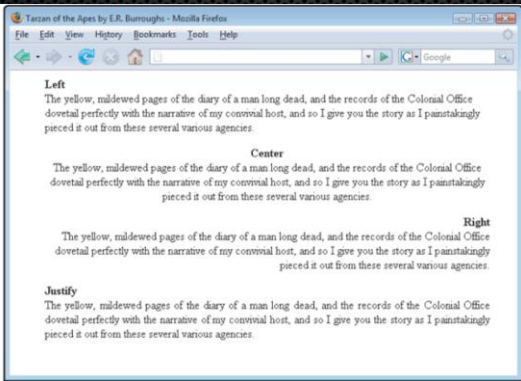 Tarzan of the Apes by E.R. Burroughs - Mozilla Firefox
File Edit View History Bookmarks Tools Help
G Google
Left
The yellow, mildewed pages of the diary of a man long dead, and the records of the Colonial Office
dovetail perfectly with the narrative of my convivial host, and so I give you the story as I painstakingly
pieced it out from these several various agencies.
Center
The yellow, mildewed pages of the diary of a man long dead, and the records of the Colonial Office
dovetail perfectly with the narrative of my convivial host, and so I give you the story as I painstakingly
pieced it out from these several various agencies.
Right
The yellow, mildewed pages of the diary of a man long dead, and the records of the Colonial Office
dovetail perfectly with the narrative of my convivial host, and so I give you the story as I painstakingly
pieced it out from these several various agencies.
Justify
The yellow, mildewed pages of the diary of a man long dead, and the records of the Colonial Office
dovetail perfectly with the narrative of my convivial host, and so I give you the story as I painstakingly
pieced it out from these several various agencies.